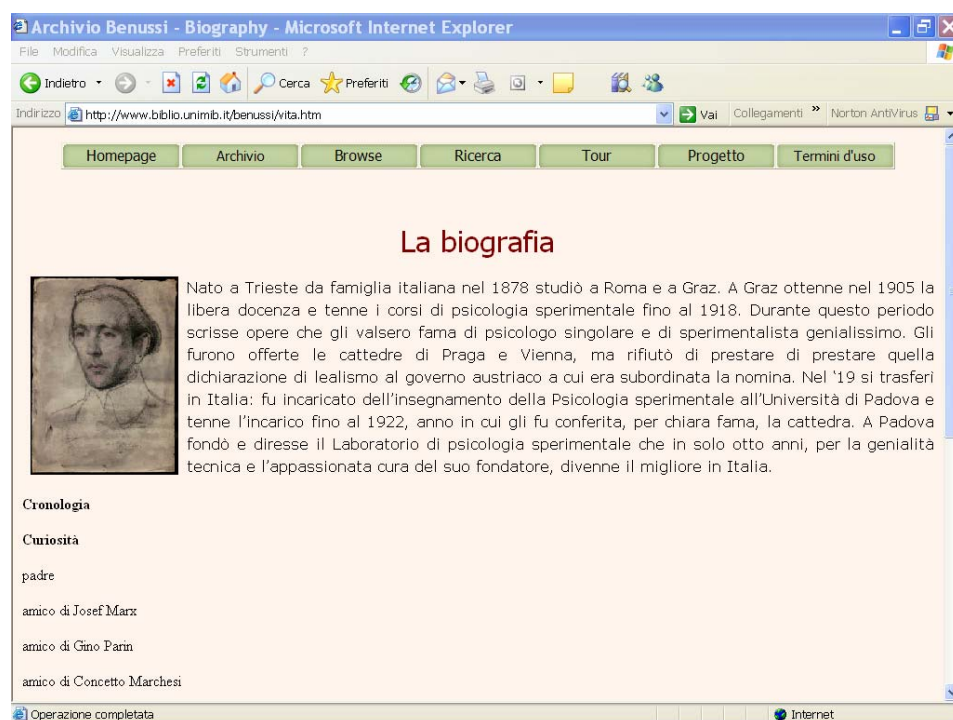 Archivio Benussi - Biography - Microsoft Internet Explorer
File Modifica Visualizza Preferiti Strumenti ?
Indietro Cerca Preferiti
Indirizzo http://www.biblio.unimib.it/benussi/vita.htm Vai Collegamenti » Norton AntiVirus
Homepage Archivio Browse Ricerca Tour Progetto Termini d'uso
La biografia
Nato a Trieste da famiglia italiana nel 1878 studiò a Roma e a Graz. A Graz ottenne nel 1905 la
libera docenza e tenne i corsi di psicologia sperimentale fino al 1918. Durante questo periodo
scrisse opere che gli valsero fama di psicologo singolare e di sperimentalista genialissimo. Gli
furono offerte le cattedre di Praga e Vienna, ma rifiutò di prestare di prestare quella
dichiarazione di lealismo al governo austriaco a cui era subordinata la nomina. Nel ‘19 si trasferì
in Italia: fu incaricato dell’insegnamento della Psicologia sperimentale all’Università di Padova e
tenne l’incarico fino al 1922, anno in cui gli fu conferita, per chiara fama, la cattedra. A Padova
fondò e diresse il Laboratorio di psicologia sperimentale che in solo otto anni, per la genialità
tecnica e l’appassionata cura del suo fondatore, divenne il migliore in Italia.
Cronologia
Curiosità
padre
amico di Josef Marx
amico di Gino Parin
amico di Concetto Marchesi
Operazione completata Internet